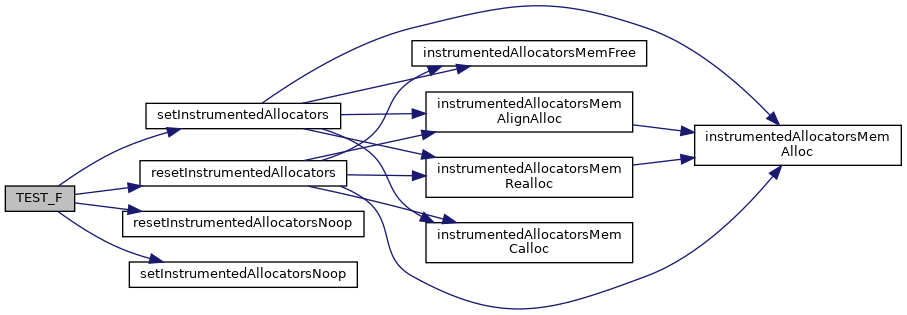 TEST_F
setInstrumentedAllocators
resetInstrumentedAllocators
resetInstrumentedAllocatorsNoop
setInstrumentedAllocatorsNoop
instrumentedAllocatorsMemFree
instrumentedAllocatorsMem
AlignAlloc
instrumentedAllocatorsMem
Realloc
instrumentedAllocatorsMem
Calloc
instrumentedAllocatorsMem
Alloc